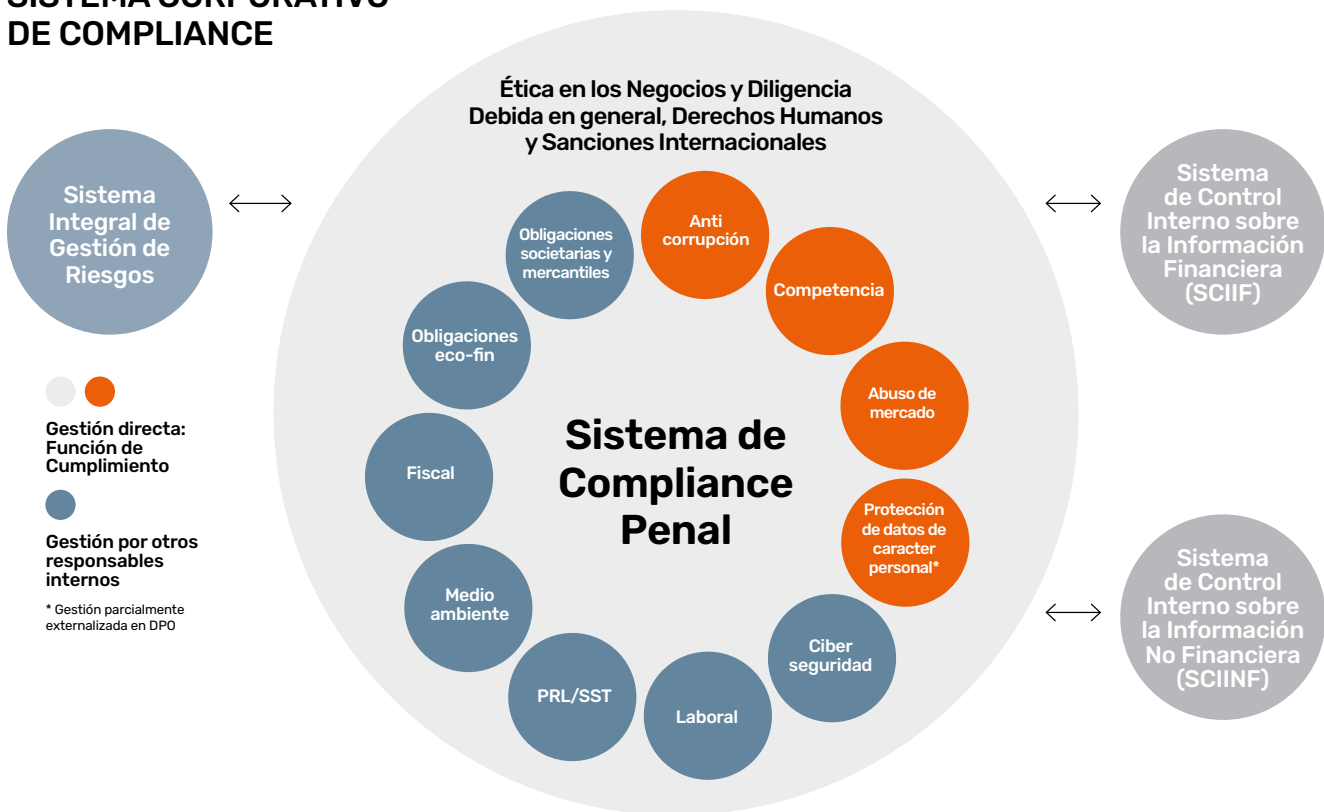 SISTEMA CORPORATIVO
DE COMPLIANCE
Ética en los Negocios y Diligencia
Debida en general, Derechos Humanos
y Sanciones Internacionales
Sistema
Integral de
Gestión de
Riesgos
Sistema
de Control
Interno sobre
la Información
Financiera
(SCIIF)
Obligaciones
societarias y
mercantiles
Anti
corrupción
Competencia
Obligaciones
eco-fin
Abuso de
mercado
Gestión directa:
Función de
Cumplimiento
Fiscal
Sistema de
Compliance
Penal
Protección
de datos de
caracter
personal*
Gestión por otros
responsables
internos
* Gestión parcialmente
externalizada en DPO
Medio
ambiente
Ciber
seguridad
PRL/SST
Laboral
Sistema
de Control
Interno sobre
la Información
No Financiera
(SCIINF)